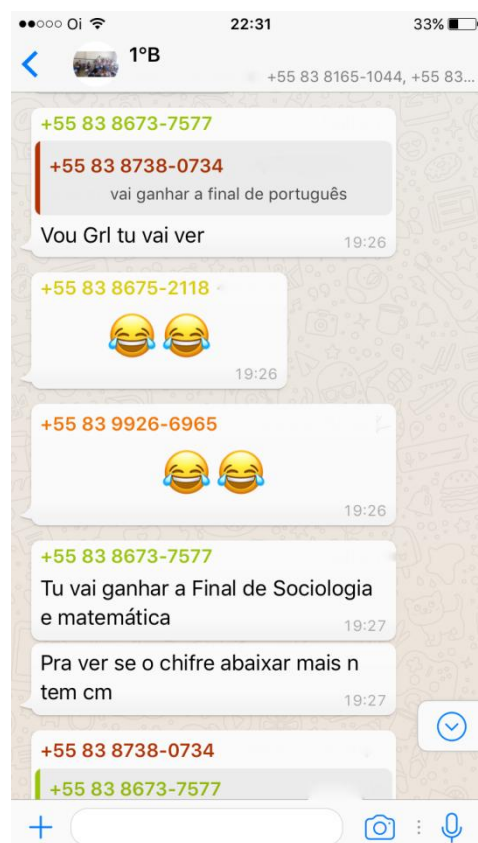 Oi 22:31 33%
1°B
+55 83 8165-1044, +55 83...
+55 83 8673-7577
+55 83 8738-0734
vai ganhar a final de português
Vou Grl tu vai ver
19:26
+55 83 8675-2118
😂😂
19:26
+55 83 9926-6965
😂😂
19:26
+55 83 8673-7577
Tu vai ganhar a Final de Sociologia
e matemática
19:27
Pra ver se o chifre abaixar mais n
tem cm
19:27
+55 83 8738-0734
+55 83 8673-7577